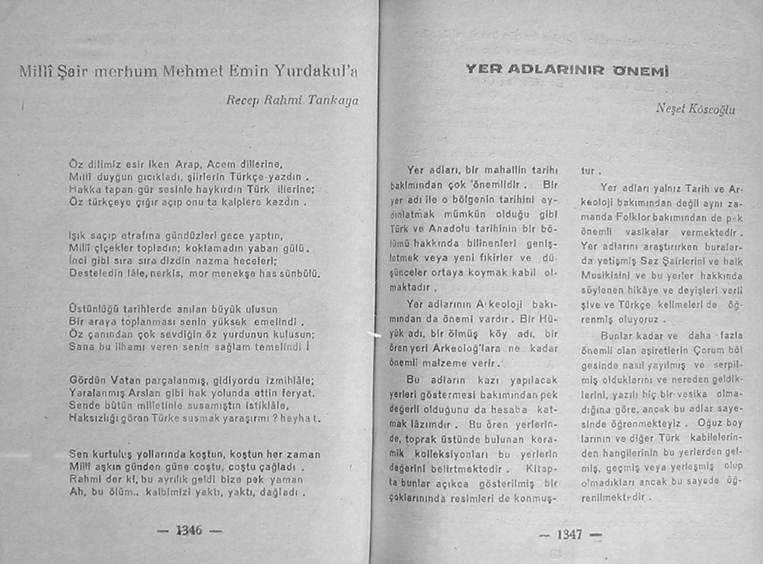 Millî Şair merhum Mehmet Emin Yurdakul'a
Recep Rahmi Tankaya
Öz dilimiz esir iken Arap, Acem dillerine,
Milli duygun gıcıkladı, şiirlerin Türkçe yazdın .
Hakka tapan gür sesinle haykırdın Türk illerine;
Öz türkçeye çığır açıp onu ta kalplere kazdın .
Işık saçıp etrafına gündüzleri gece yaptın,
Milli çiçekler topladın; koklamadın yaban gülü.
İnci gibi sıra sıra dizdin nazma heceleri;
Desteledin lâle, nerkis, mor menekşe has sünbülü.
Üstünlüğü tarihlerde anılan büyük ulusun
Bir araya toplanması senin yüksek emelindi .
Öz çanından çok sevdiğin öz yurdunun kulusun;
Sana bu ilhamı veren senin sağlam temelindi !
Gördün Vatan parçalanmış, gidiyordu izmihlâle;
Yaralanmış Arslan gibi hak yolunda ettin feryat.
Sende bütün milletinle susamıştın istiklâle,
Haksızlığı gören Türke susmak yaraşırmı ? heyhat.
Sen kurtuluş yollarında koştun, koştun her zaman
Milli aşkın günden güne coştu, coştu çağladı .
Rahmi der ki, bu ayrılık geldi bize pek yaman
Ah, bu ölüm.. kalbimizi yaktı, yaktı, dağladı .
— 1346 —
YER ADLARINIR ÖNEMİ
Neşet Köseoğlu
Yer adları, bir mahallin tarihi
bakımından çok önemlidir . Bir
yer adı ile o bölgenin tarihini ay-
dınlatmak mümkün olduğu gibi
Türk ve Anadolu tarihinin bir bö-
lümü hakkında bilinenleri geniş-
letmek veya yeni fikirler ve dü-
şünceler ortaya koymak kabil ol-
maktadır .
Yer adlarının Arkeoloji bakı-
mından da önemi vardır . Bir Hü-
yük adı, bir ölmüş köy adı, bir
ören yeri Arkeoloğ'lara ne kadar
önemli malzeme verir.
Bu adların kazı yapılacak
yerleri göstermesi bakımından pek
değerli olduğunu da hesaba kat-
mak lâzımdır . Bu ören yerlerin-
de, toprak üstünde bulunan kera-
mik kolleksiyonları bu yerlerin
değerini belirtmektedir . Kitap-
ta bunlar açıkca gösterilmiş bir
çoklarınında resimleri de konmuş-
tur .
Yer adları yalnız Tarih ve Ar-
keoloji bakımından değil aynı za-
manda Folklor bakımından de pek
önemli vasikalar vermektedir .
Yer adlarını araştırırken buralar-
da yetişmiş Saz Şairlerini ve halk
Musikisini ve bu yerler hakkında
söylenen hikâye ve deyişleri yerli
şive ve Türkçe kelimeleri de öğ-
renmiş oluyoruz .
Bunlar kadar ve daha fazla
önemli olan aşiretlerin Çorum böl
gesinde nasıl yayılmış ve serpil-
miş olduklarını ve nereden geldik-
lerini, yazılı hiç bir vesika olma-
dığına göre, ancak bu adlar saye-
sinde öğrenmekteyiz . Oğuz boy
larının ve diğer Türk kabilelerin-
den hangilerinin bu yerlerden gel-
miş, geçmiş veya yerleşmiş olup
olmadıkları ancak bu sayede öğ-
renilmektedir .
— 1347 —